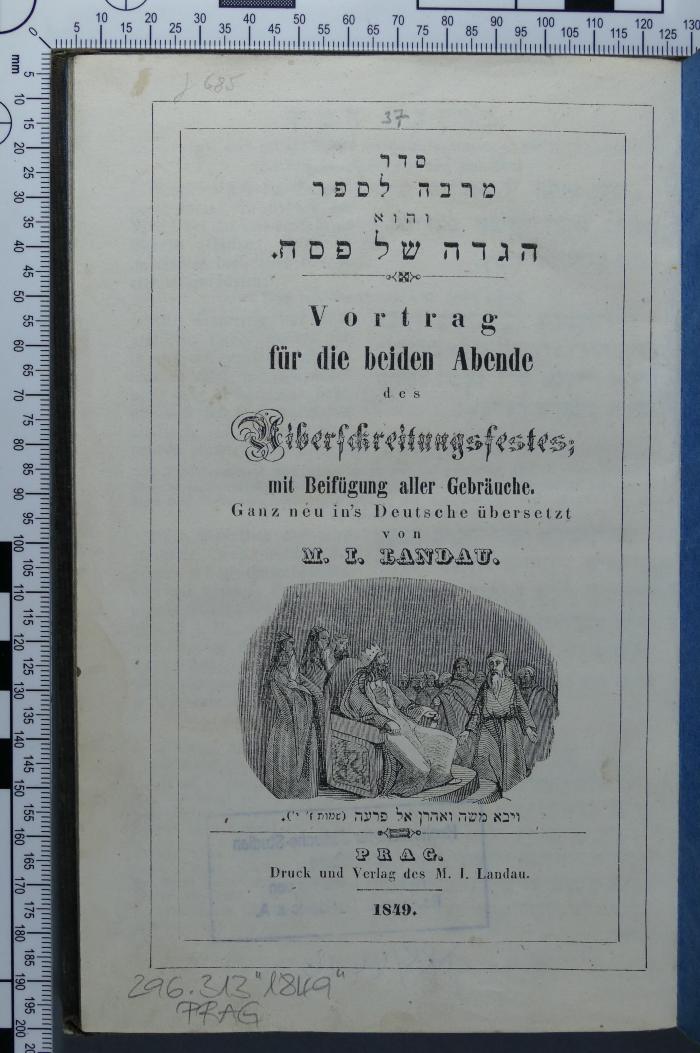 j 685
37
סדר
מרבה לספר
והוא
הגדה של פסח.
Vortrag
für die beiden Abende
des
Uiberschreitungsfestes;
mit Beifügung aller Gebräuche.
Ganz neu in's Deutsche übersetzt
von
M. I. LANDAU.
ויבא משה ואהרן אל פרעה (שמות ז' י').
PRAG.
Druck und Verlag des M. I. Landau.
1849.
296.313"1849"
PRAG